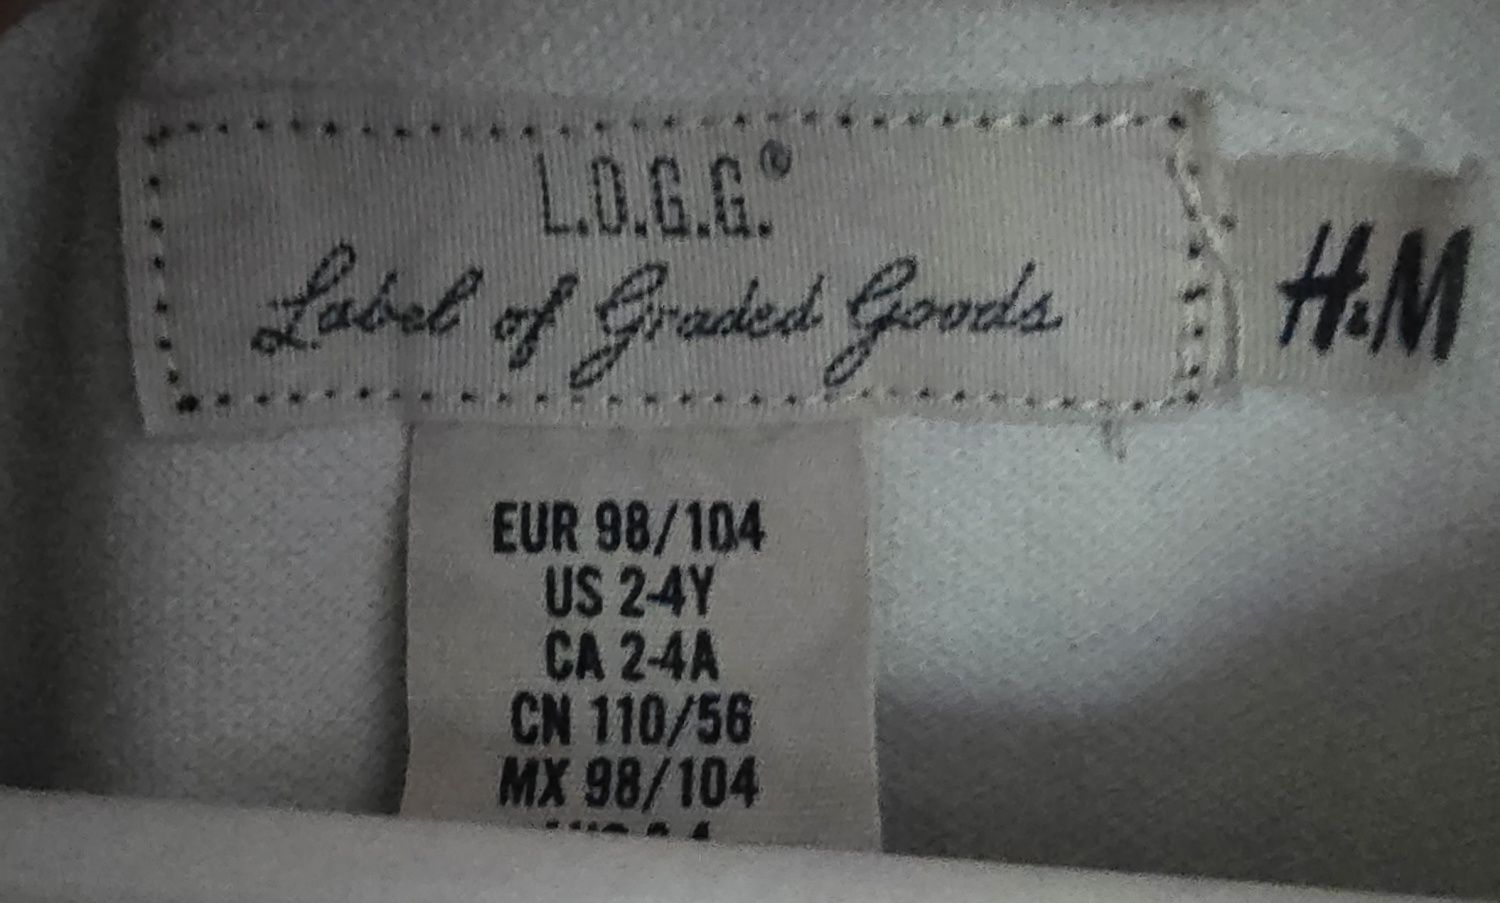 L.O.G.G.®
Label of Graded Goods
H&M
EUR 98/104
US 2-4Y
CA 2-4A
CN 110/56
MX 98/104